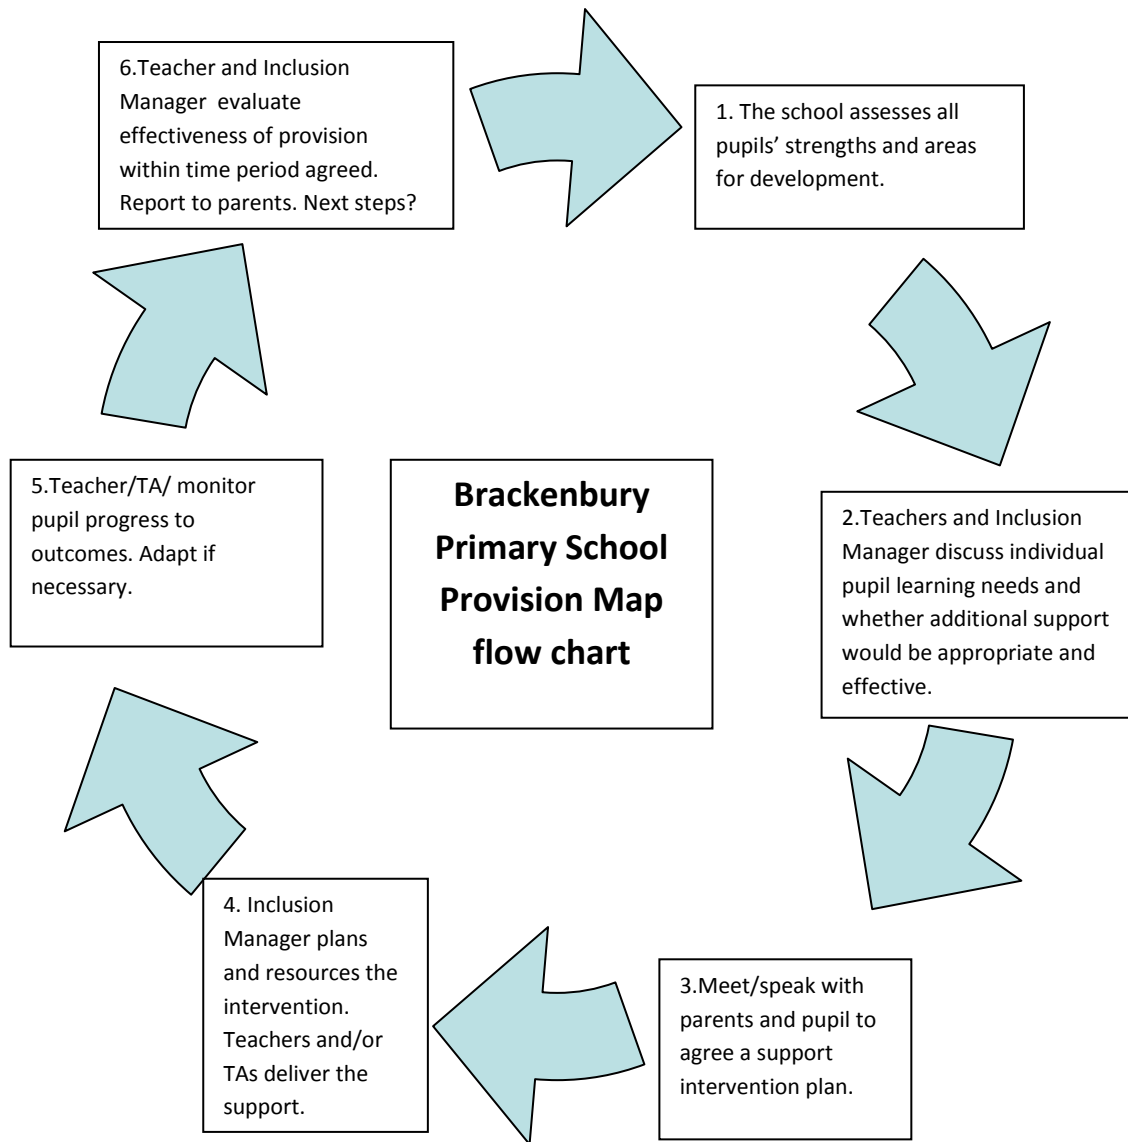 Brackenbury
Primary School
Provision Map
flow chart
1. The school assesses all
pupils’ strengths and areas
for development.
2.Teachers and Inclusion
Manager discuss individual
pupil learning needs and
whether additional support
would be appropriate and
effective.
3.Meet/speak with
parents and pupil to
agree a support
intervention plan.
4. Inclusion
Manager plans
and resources the
intervention.
Teachers and/or
TAs deliver the
support.
5.Teacher/TA/ monitor
pupil progress to
outcomes. Adapt if
necessary.
6.Teacher and Inclusion
Manager  evaluate
effectiveness of provision
within time period agreed.
Report to parents. Next steps?